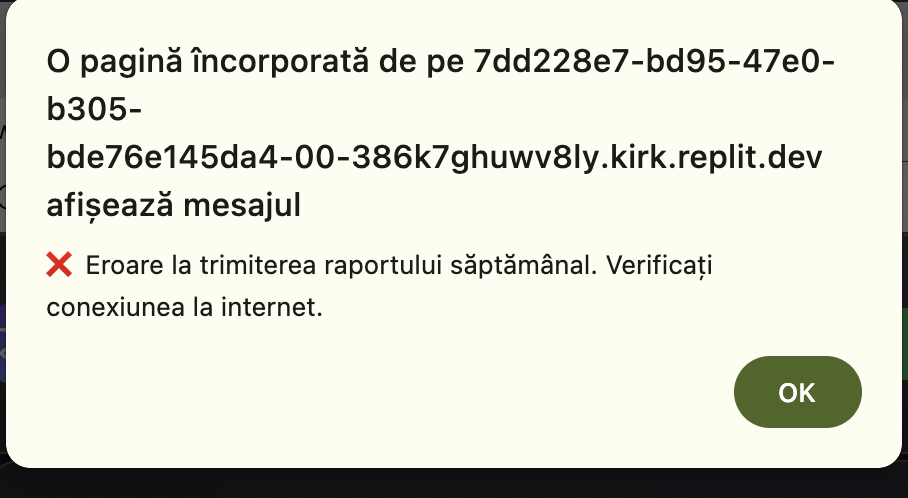 O pagină încorporată de pe 7dd228e7-bd95-47e0-
b305-
bde76e145da4-00-386k7ghuwv8ly.kirk.replit.dev
afișează mesajul
❌ Eroare la trimiterea raportului săptămânal. Verificați
conexiunea la internet.
OK